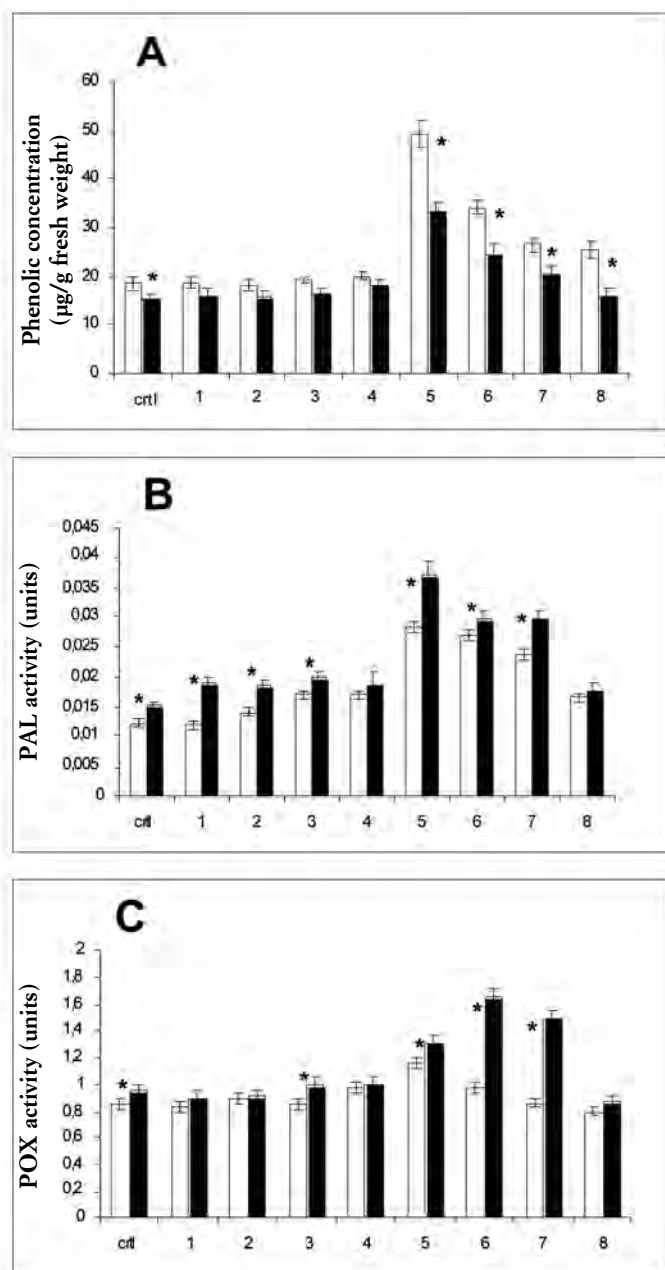 A
Phenolic concentration
(µg/g fresh weight)
60
50
40
30
20
10
0
* * * * *
crtl 1 2 3 4 5 6 7 8
B
PAL activity (units)
0,045
0,04
0,035
0,03
0,025
0,02
0,015
0,01
0,005
0
* * * * * * *
crtl 1 2 3 4 5 6 7 8
C
POX activity (units)
2
1,8
1,6
1,4
1,2
1
0,8
0,6
0,4
0,2
0
* * * * *
crtl 1 2 3 4 5 6 7 8